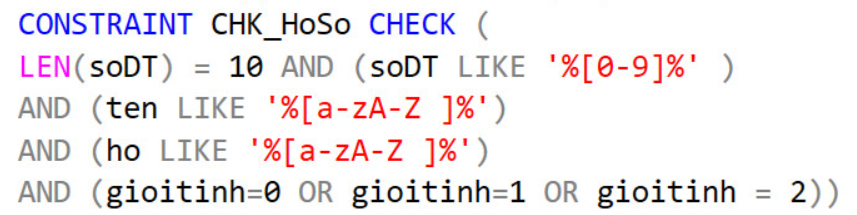 CONSTRAINT CHK_HoSo CHECK (
LEN(soDT) = 10 AND (soDT LIKE '%[0-9]%' )
AND (ten LIKE '%[a-zA-Z ]%')
AND (ho LIKE '%[a-zA-Z ]%')
AND (gioitinh=0 OR gioitinh=1 OR gioitinh = 2))